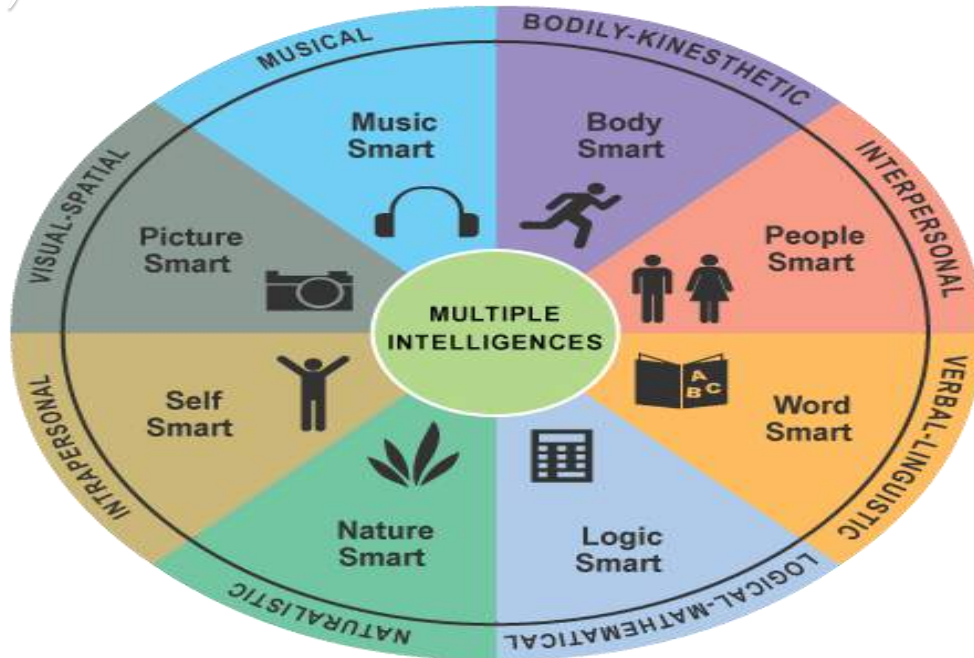 MUSICAL
BODILY-KINESTHETIC
INTERPERSONAL
VERBAL-LINGUISTIC
LOGICAL-MATHEMATICAL
NATURALISTIC
INTRAPERSONAL
VISUAL-SPATIAL
Music
Smart
Body
Smart
People
Smart
A
B C
Word
Smart
Logic
Smart
Nature
Smart
Self
Smart
Picture
Smart
MULTIPLE
INTELLIGENCES